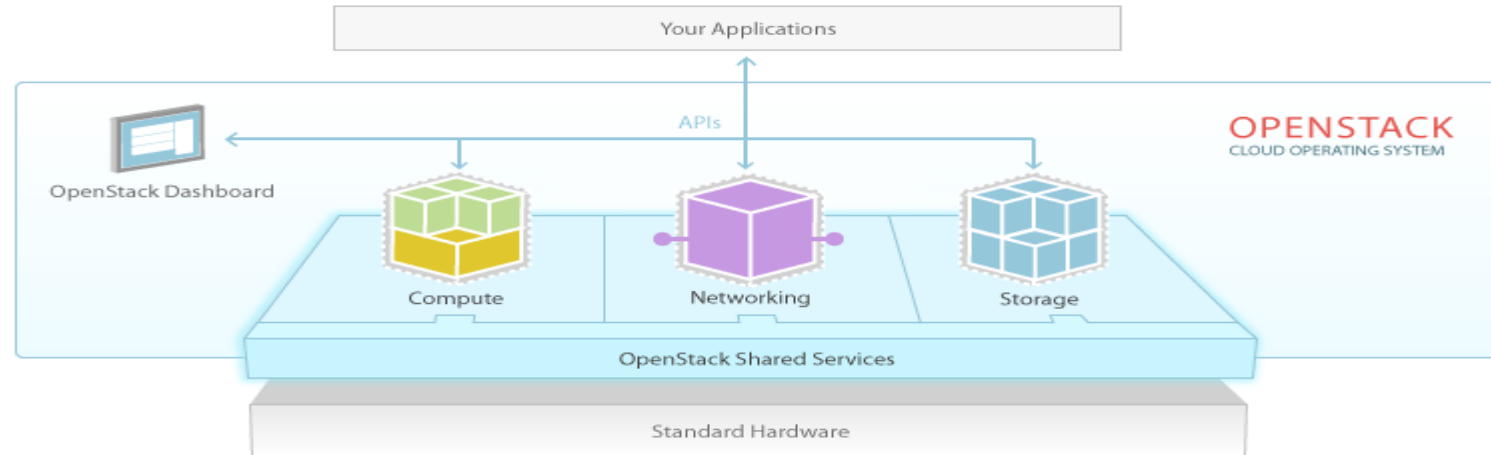 Your Applications
APIs
OPENSTACK
CLOUD OPERATING SYSTEM
OpenStack Dashboard
Compute
Networking
Storage
OpenStack Shared Services
Standard Hardware